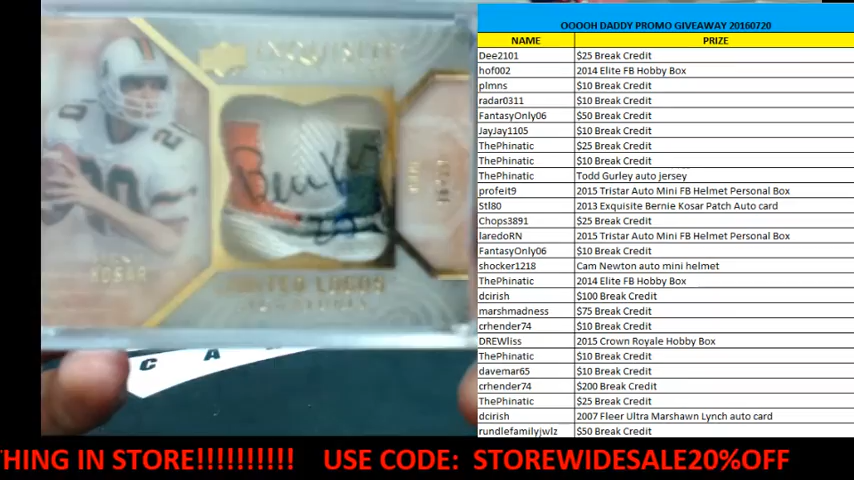 OOOOH DADDY PROMO GIVEAWAY 20160720
NAME PRIZE
Dee2101 $25 Break Credit
hof002 2014 Elite FB Hobby Box
plmns $10 Break Credit
radar0311 $10 Break Credit
FantasyOnly06 $50 Break Credit
JayJay1105 $10 Break Credit
ThePhinatic $25 Break Credit
ThePhinatic $10 Break Credit
ThePhinatic Todd Gurley auto jersey
profeit9 2015 Tristar Auto Mini FB Helmet Personal Box
Stl80 2013 Exquisite Bernie Kosar Patch Auto card
Chops3891 $25 Break Credit
laredoRN 2015 Tristar Auto Mini FB Helmet Personal Box
FantasyOnly06 $10 Break Credit
shocker1218 Cam Newton auto mini helmet
ThePhinatic 2014 Elite FB Hobby Box
dcirish $100 Break Credit
marshmadness $75 Break Credit
crhender74 $10 Break Credit
DREWliss 2015 Crown Royale Hobby Box
ThePhinatic $10 Break Credit
davemar65 $10 Break Credit
crhender74 $200 Break Credit
ThePhinatic $25 Break Credit
dcirish 2007 Fleer Ultra Marshawn Lynch auto card
rundlefamilyjwlz $50 Break Credit
EXQUISITE
20
20
KOSAR
C A
THING IN STORE!!!!!!!!!! USE CODE: STOREWIDESALE20%OFF